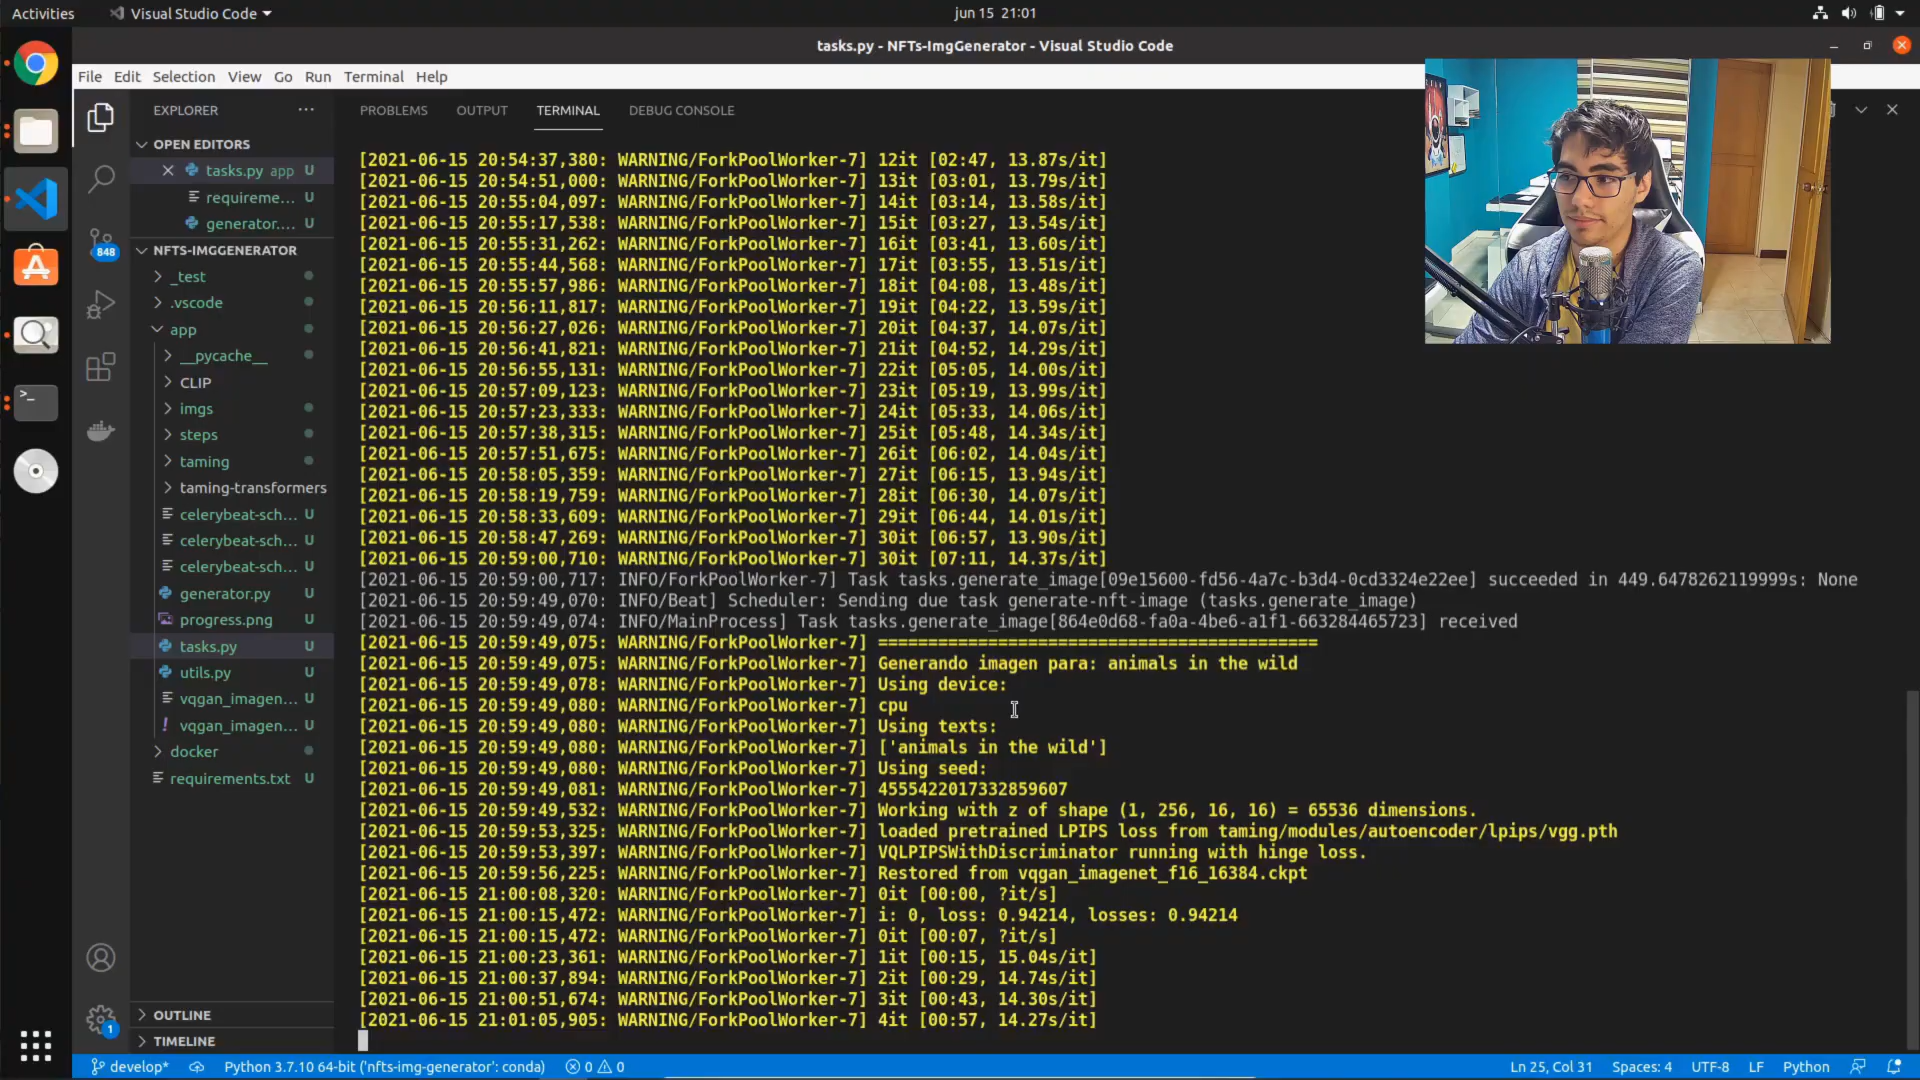 Activities
Visual Studio Code
jun 15 21:01
tasks.py - NFTs-ImgGenerator - Visual Studio Code
File Edit Selection View Go Run Terminal Help
EXPLORER
OPEN EDITORS
tasks.py app U
requireme... U
generator.... U
NFTS-IMGGENERATOR
_test
.vscode
app
__pycache__
CLIP
imgs
steps
taming
taming-transformers
celerybeat-sch... U
celerybeat-sch... U
celerybeat-sch... U
generator.py U
progress.png U
tasks.py U
utils.py U
vqgan_imagen... U
! vqgan_imagen... U
docker
requirements.txt U
OUTLINE
TIMELINE
848
1
PROBLEMS OUTPUT TERMINAL DEBUG CONSOLE
[2021-06-15 20:54:37,380: WARNING/ForkPoolWorker-7] 12it [02:47, 13.87s/it]
[2021-06-15 20:54:51,000: WARNING/ForkPoolWorker-7] 13it [03:01, 13.79s/it]
[2021-06-15 20:55:04,097: WARNING/ForkPoolWorker-7] 14it [03:14, 13.58s/it]
[2021-06-15 20:55:17,538: WARNING/ForkPoolWorker-7] 15it [03:27, 13.54s/it]
[2021-06-15 20:55:31,262: WARNING/ForkPoolWorker-7] 16it [03:41, 13.60s/it]
[2021-06-15 20:55:44,568: WARNING/ForkPoolWorker-7] 17it [03:55, 13.51s/it]
[2021-06-15 20:55:57,986: WARNING/ForkPoolWorker-7] 18it [04:08, 13.48s/it]
[2021-06-15 20:56:11,817: WARNING/ForkPoolWorker-7] 19it [04:22, 13.59s/it]
[2021-06-15 20:56:27,026: WARNING/ForkPoolWorker-7] 20it [04:37, 14.07s/it]
[2021-06-15 20:56:41,821: WARNING/ForkPoolWorker-7] 21it [04:52, 14.29s/it]
[2021-06-15 20:56:55,131: WARNING/ForkPoolWorker-7] 22it [05:05, 14.00s/it]
[2021-06-15 20:57:09,123: WARNING/ForkPoolWorker-7] 23it [05:19, 13.99s/it]
[2021-06-15 20:57:23,333: WARNING/ForkPoolWorker-7] 24it [05:33, 14.06s/it]
[2021-06-15 20:57:38,315: WARNING/ForkPoolWorker-7] 25it [05:48, 14.34s/it]
[2021-06-15 20:57:51,675: WARNING/ForkPoolWorker-7] 26it [06:02, 14.04s/it]
[2021-06-15 20:58:05,359: WARNING/ForkPoolWorker-7] 27it [06:15, 13.94s/it]
[2021-06-15 20:58:19,759: WARNING/ForkPoolWorker-7] 28it [06:30, 14.07s/it]
[2021-06-15 20:58:33,609: WARNING/ForkPoolWorker-7] 29it [06:44, 14.01s/it]
[2021-06-15 20:58:47,269: WARNING/ForkPoolWorker-7] 30it [06:57, 13.90s/it]
[2021-06-15 20:59:00,710: WARNING/ForkPoolWorker-7] 30it [07:11, 14.37s/it]
[2021-06-15 20:59:00,717: INFO/ForkPoolWorker-7] Task tasks.generate_image[09e15600-fd56-4a7c-b3d4-0cd3324e22ee] succeeded in 449.6478262119999s: None
[2021-06-15 20:59:49,070: INFO/Beat] Scheduler: Sending due task generate-nft-image (tasks.generate_image)
[2021-06-15 20:59:49,074: INFO/MainProcess] Task tasks.generate_image[864e0d68-fa0a-4be6-a1f1-663284465723] received
[2021-06-15 20:59:49,075: WARNING/ForkPoolWorker-7] ============================================
[2021-06-15 20:59:49,075: WARNING/ForkPoolWorker-7] Generando imagen para: animals in the wild
[2021-06-15 20:59:49,078: WARNING/ForkPoolWorker-7] Using device:
[2021-06-15 20:59:49,080: WARNING/ForkPoolWorker-7] cpu
[2021-06-15 20:59:49,080: WARNING/ForkPoolWorker-7] Using texts:
[2021-06-15 20:59:49,080: WARNING/ForkPoolWorker-7] ['animals in the wild']
[2021-06-15 20:59:49,080: WARNING/ForkPoolWorker-7] Using seed:
[2021-06-15 20:59:49,081: WARNING/ForkPoolWorker-7] 4555422017332859607
[2021-06-15 20:59:49,532: WARNING/ForkPoolWorker-7] Working with z of shape (1, 256, 16, 16) = 65536 dimensions.
[2021-06-15 20:59:53,325: WARNING/ForkPoolWorker-7] loaded pretrained LPIPS loss from taming/modules/autoencoder/lpips/vgg.pth
[2021-06-15 20:59:53,397: WARNING/ForkPoolWorker-7] VQLPIPSWithDiscriminator running with hinge loss.
[2021-06-15 20:59:56,225: WARNING/ForkPoolWorker-7] Restored from vqgan_imagenet_f16_16384.ckpt
[2021-06-15 21:00:08,320: WARNING/ForkPoolWorker-7] 0it [00:00, ?it/s]
[2021-06-15 21:00:15,472: WARNING/ForkPoolWorker-7] i: 0, loss: 0.94214, losses: 0.94214
[2021-06-15 21:00:15,472: WARNING/ForkPoolWorker-7] 0it [00:07, ?it/s]
[2021-06-15 21:00:23,361: WARNING/ForkPoolWorker-7] 1it [00:15, 15.04s/it]
[2021-06-15 21:00:37,894: WARNING/ForkPoolWorker-7] 2it [00:29, 14.74s/it]
[2021-06-15 21:00:51,674: WARNING/ForkPoolWorker-7] 3it [00:43, 14.30s/it]
[2021-06-15 21:01:05,905: WARNING/ForkPoolWorker-7] 4it [00:57, 14.27s/it]
develop* Python 3.7.10 64-bit ('nfts-img-generator': conda) 0 0 Ln 25, Col 31 Spaces: 4 UTF-8 LF Python